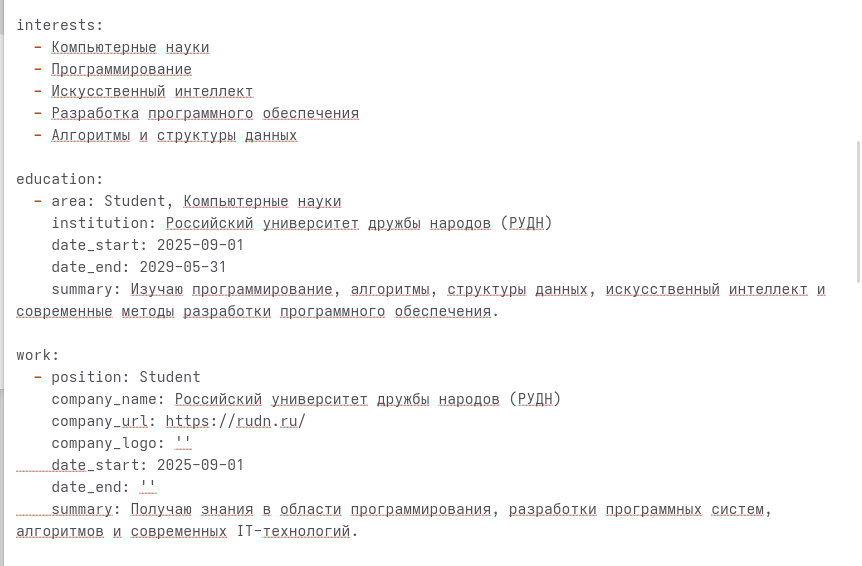 interests:
  - Компьютерные науки
  - Программирование
  - Искусственный интеллект
  - Разработка программного обеспечения
  - Алгоритмы и структуры данных

education:
  - area: Student, Компьютерные науки
    institution: Российский университет дружбы народов (РУДН)
    date_start: 2025-09-01
    date_end: 2029-05-31
    summary: Изучаю программирование, алгоритмы, структуры данных, искусственный интеллект и
современные методы разработки программного обеспечения.

work:
  - position: Student
    company_name: Российский университет дружбы народов (РУДН)
    company_url: https://rudn.ru/
    company_logo: ''
    date_start: 2025-09-01
    date_end: ''
    summary: Получаю знания в области программирования, разработки программных систем,
алгоритмов и современных IT-технологий.